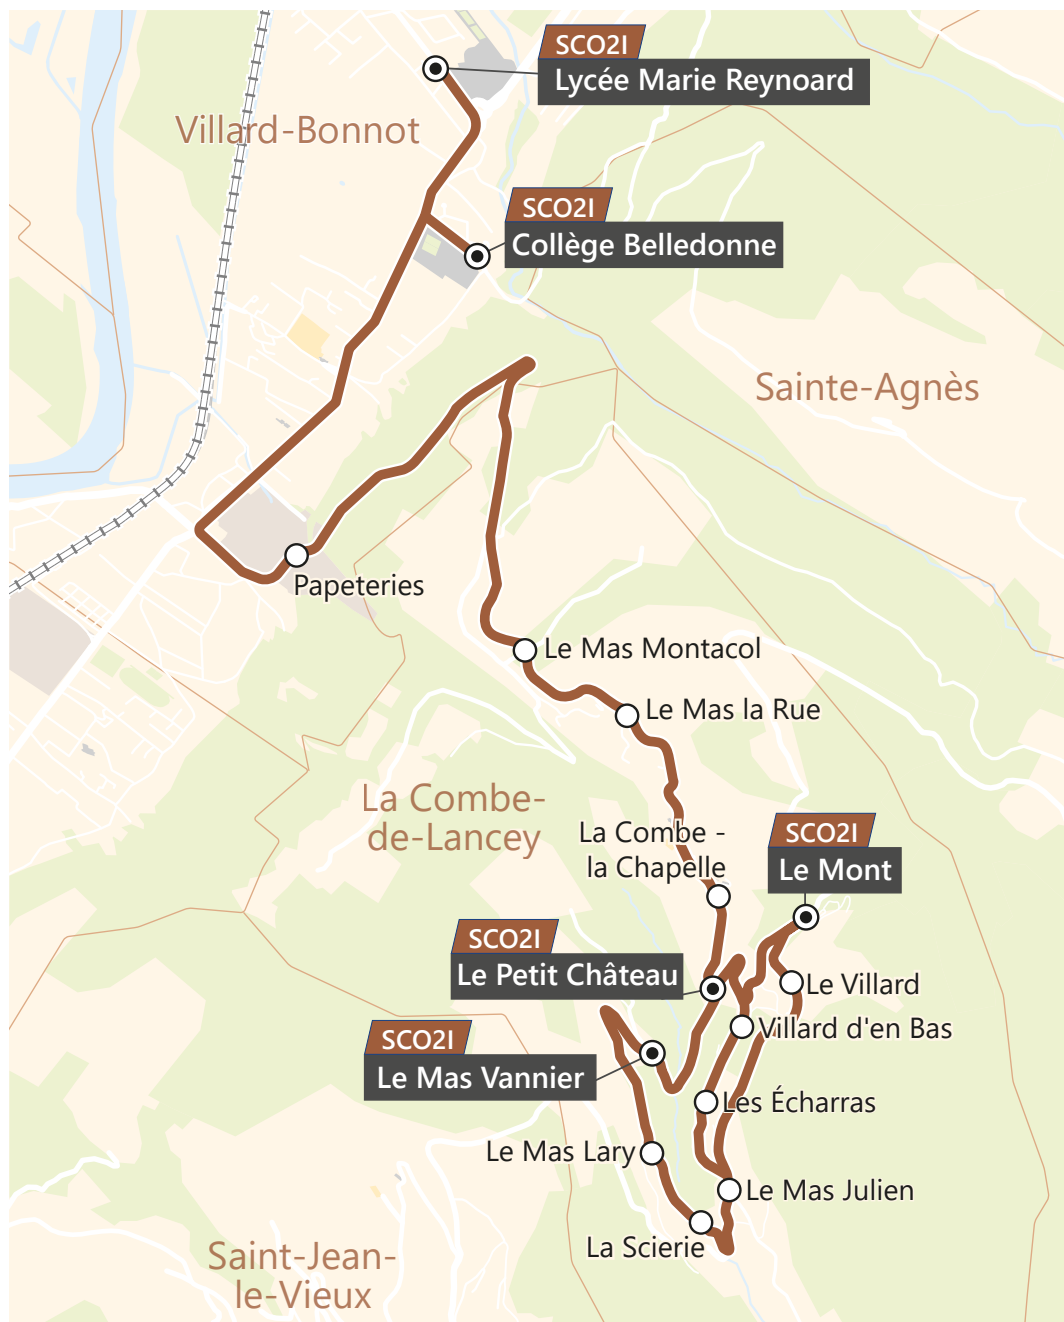 SCO2I
Lycée Marie Reynoard
Villard-Bonnot
SCO2I
Collège Belledonne
Sainte-Agnès
Papeteries
Le Mas Montacol
Le Mas la Rue
La Combe-
de-Lancey
La Combe -
la Chapelle
SCO2I
Le Mont
SCO2I
Le Petit Château
Le Villard
Villard d'en Bas
SCO2I
Le Mas Vannier
Les Écharras
Le Mas Lary
Le Mas Julien
La Scierie
Saint-Jean-
le-Vieux